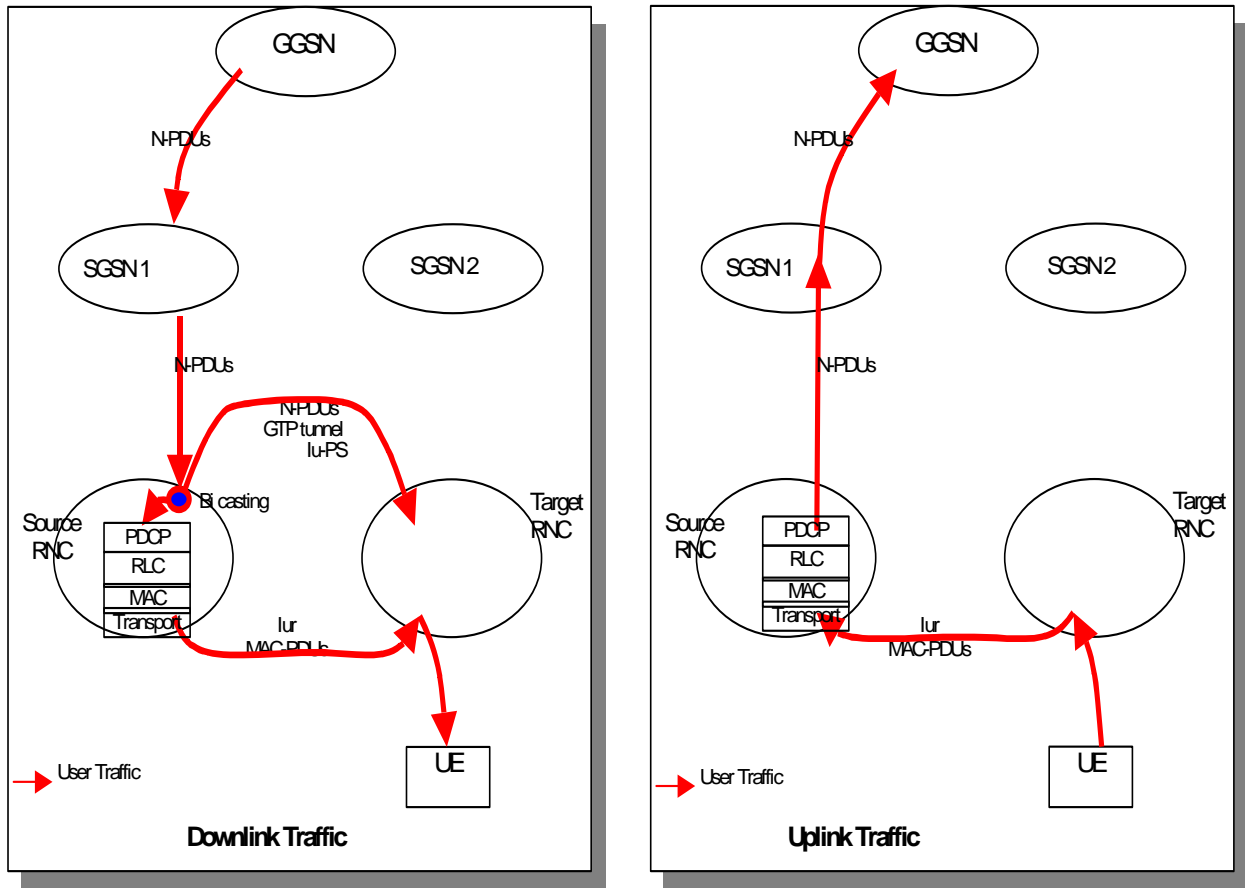 GGSN
N-PDUs
SGSN 1
SGSN 2
N-PDUs
N-PDUs
GTP tunnel
Iu-PS
Bi casting
Source
RNC
Target
RNC
PDCP
RLC
MAC
Transport
Iur
MAC-PDUs
UE
User Traffic
Downlink Traffic
GGSN
N-PDUs
SGSN 1
SGSN 2
N-PDUs
Source
RNC
Target
RNC
PDCP
RLC
MAC
Transport
Iur
MAC-PDUs
UE
User Traffic
Uplink Traffic